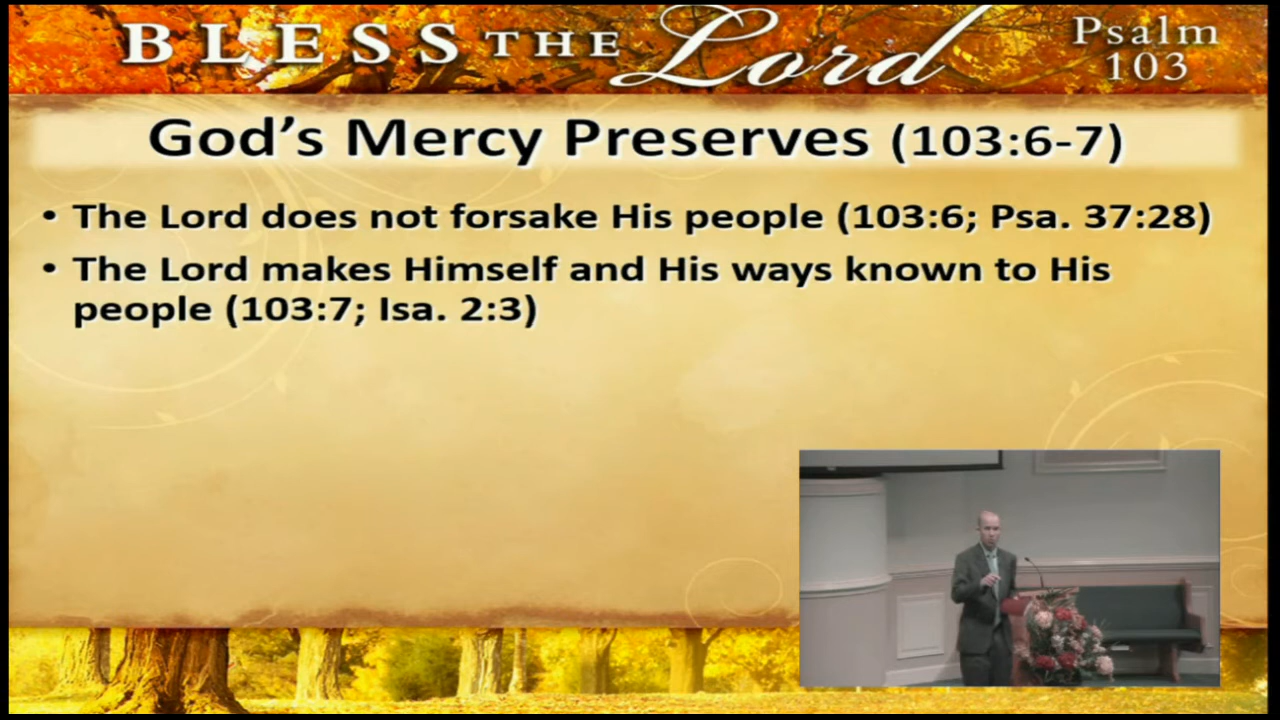 BLESS THE Lord Psalm 103
God's Mercy Preserves (103:6-7)
• The Lord does not forsake His people (103:6; Psa. 37:28)
• The Lord makes Himself and His ways known to His
people (103:7; Isa. 2:3)